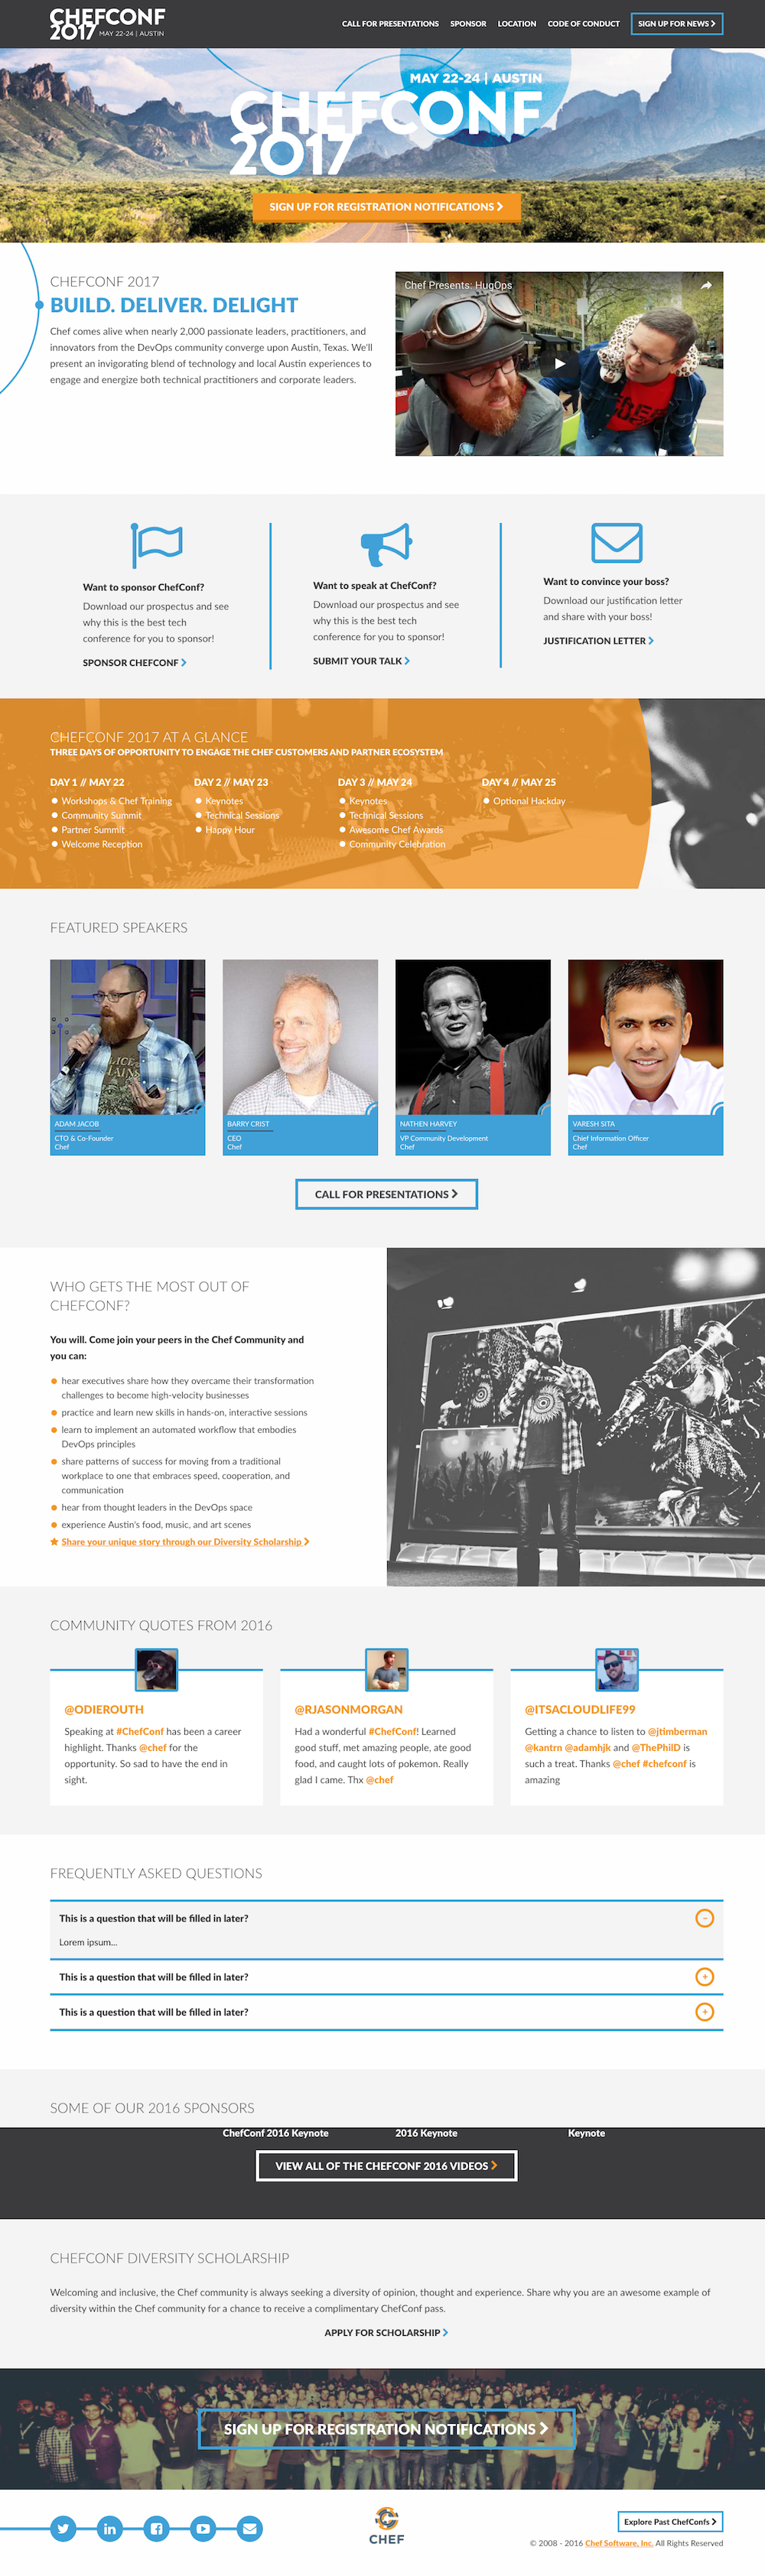 CHEFCONF
2017 MAY 22-24 | AUSTIN
CALL FOR PRESENTATIONS SPONSOR LOCATION CODE OF CONDUCT SIGN UP FOR NEWS
MAY 22-24 | AUSTIN
CHEFCONF
2017
SIGN UP FOR REGISTRATION NOTIFICATIONS
CHEFCONF 2017
BUILD. DELIVER. DELIGHT
Chef comes alive when nearly 2,000 passionate leaders, practitioners, and
innovators from the DevOps community converge upon Austin, Texas. We'll
present an invigorating blend of technology and local Austin experiences to
engage and energize both technical practitioners and corporate leaders.
Chef Presents: HugOps
Want to sponsor ChefConf?
Download our prospectus and see
why this is the best tech
conference for you to sponsor!
SPONSOR CHEFCONF
Want to speak at ChefConf?
Download our prospectus and see
why this is the best tech
conference for you to sponsor!
SUBMIT YOUR TALK
Want to convince your boss?
Download our justification letter
and share with your boss!
JUSTIFICATION LETTER
CHEFCONF 2017 AT A GLANCE
THREE DAYS OF OPPORTUNITY TO ENGAGE THE CHEF CUSTOMERS AND PARTNER ECOSYSTEM
DAY 1 // MAY 22
Workshops & Chef Training
Community Summit
Partner Summit
Welcome Reception
DAY 2 // MAY 23
Keynotes
Technical Sessions
Happy Hour
DAY 3 // MAY 24
Keynotes
Technical Sessions
Awesome Chef Awards
Community Celebration
DAY 4 // MAY 25
Optional Hackday
FEATURED SPEAKERS
ADAM JACOB
CTO & Co-Founder
Chef
BARRY CRIST
CEO
Chef
NATHEN HARVEY
VP Community Development
Chef
VARESH SITA
Chief Information Officer
Chef
CALL FOR PRESENTATIONS
WHO GETS THE MOST OUT OF
CHEFCONF?
You will. Come join your peers in the Chef Community and
you can:
hear executives share how they overcame their transformation
challenges to become high-velocity businesses
practice and learn new skills in hands-on, interactive sessions
learn to implement an automated workflow that embodies
DevOps principles
share patterns of success for moving from a traditional
workplace to one that embraces speed, cooperation, and
communication
hear from thought leaders in the DevOps space
experience Austin's food, music, and art scenes
Share your unique story through our Diversity Scholarship
COMMUNITY QUOTES FROM 2016
@ODIEROUTH
Speaking at #ChefConf has been a career
highlight. Thanks @chef for the
opportunity. So sad to have the end in
sight.
@RJASONMORGAN
Had a wonderful #ChefConf! Learned
good stuff, met amazing people, ate good
food, and caught lots of pokemon. Really
glad I came. Thx @chef
@ITSACLOUDLIFE99
Getting a chance to listen to @jtimberman
@kantrn @adamhjk and @ThePhilD is
such a treat. Thanks @chef #chefconf is
amazing
FREQUENTLY ASKED QUESTIONS
This is a question that will be filled in later?
Lorem ipsum...
This is a question that will be filled in later?
This is a question that will be filled in later?
SOME OF OUR 2016 SPONSORS
ChefConf 2016 Keynote 2016 Keynote Keynote
VIEW ALL OF THE CHEFCONF 2016 VIDEOS
CHEFCONF DIVERSITY SCHOLARSHIP
Welcoming and inclusive, the Chef community is always seeking a diversity of opinion, thought and experience. Share why you are an awesome example of
diversity within the Chef community for a chance to receive a complimentary ChefConf pass.
APPLY FOR SCHOLARSHIP
SIGN UP FOR REGISTRATION NOTIFICATIONS
CHEF
Explore Past ChefConfs
© 2008 - 2016 Chef Software, Inc. All Rights Reserved